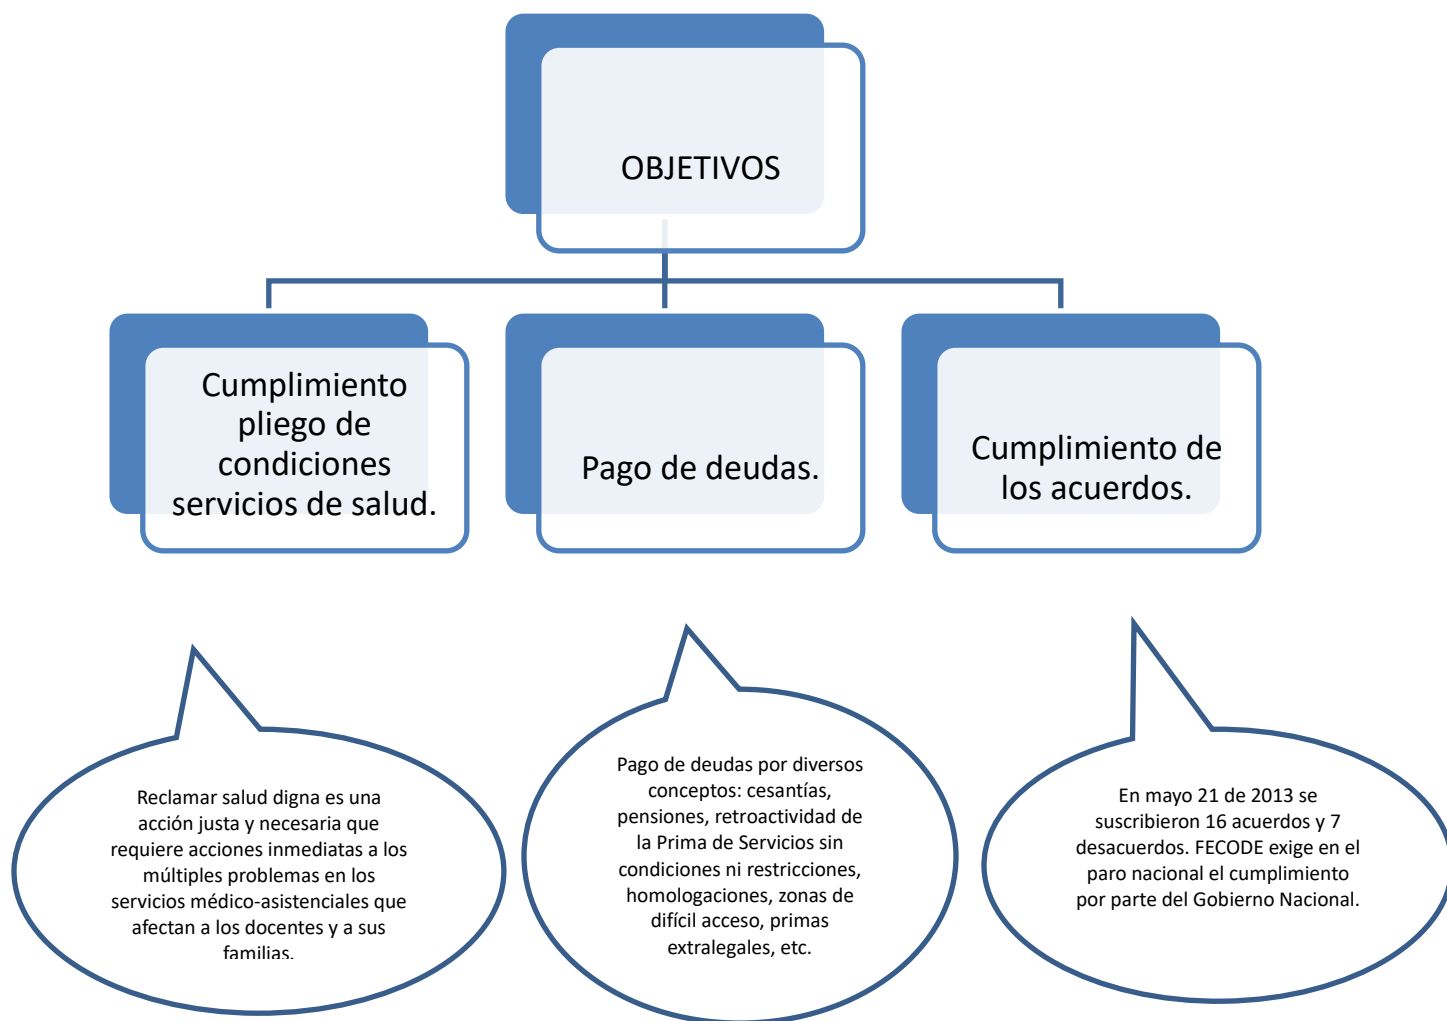 OBJETIVOS
Cumplimiento
pliego de
condiciones
servicios de salud.
Pago de deudas.
Cumplimiento de
los acuerdos.
Reclamar salud digna es una
acción justa y necesaria que
requiere acciones inmediatas a los
múltiples problemas en los
servicios médico-asistenciales que
afectan a los docentes y a sus
familias.
Pago de deudas por diversos
conceptos: cesantías,
pensiones, retroactividad de
la Prima de Servicios sin
condiciones ni restricciones,
homologaciones, zonas de
difícil acceso, primas
extralegales, etc.
En mayo 21 de 2013 se
suscribieron 16 acuerdos y 7
desacuerdos. FECODE exige en el
paro nacional el cumplimiento
por parte del Gobierno Nacional.